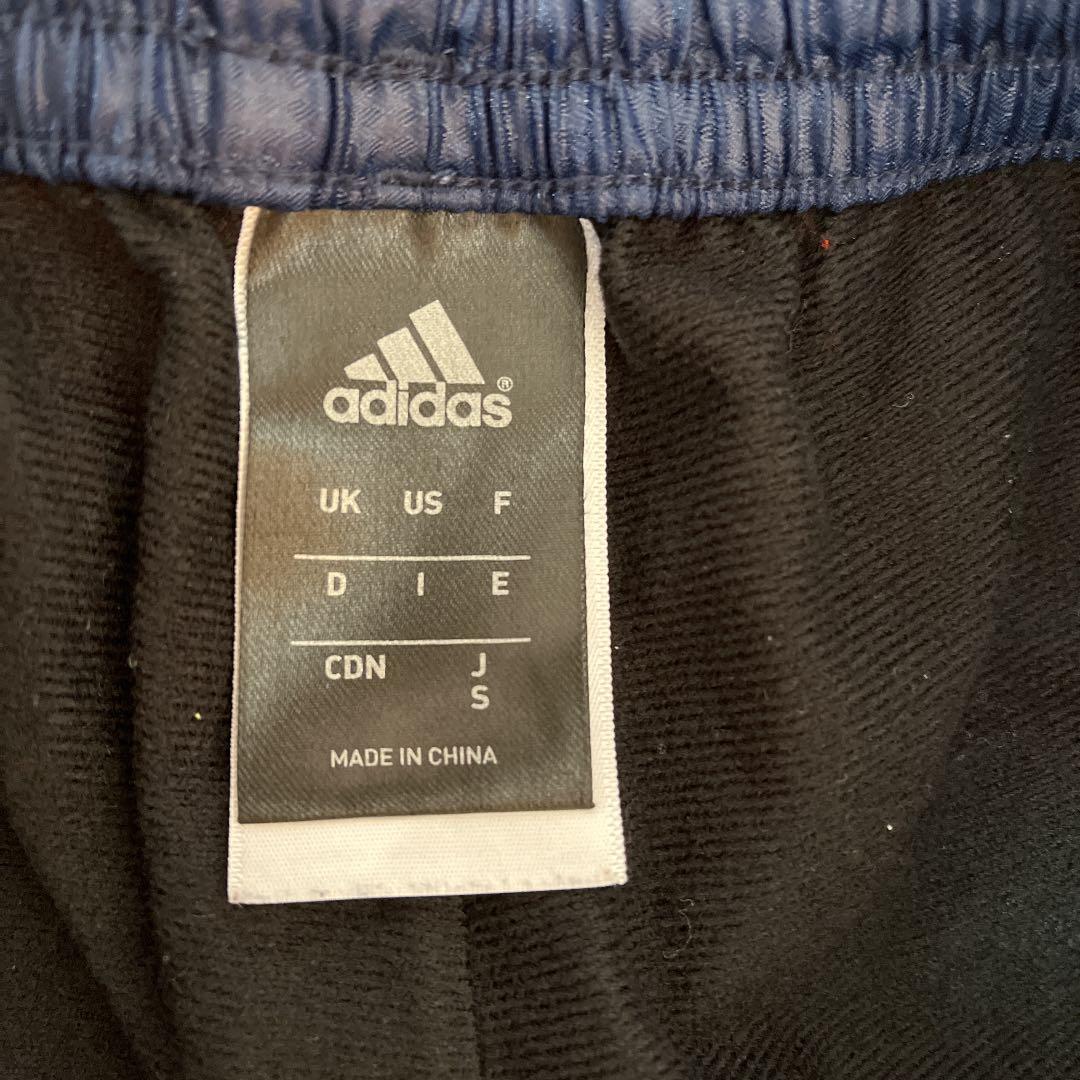 adidas®
UK US F
D I E
CDN J
S
MADE IN CHINA